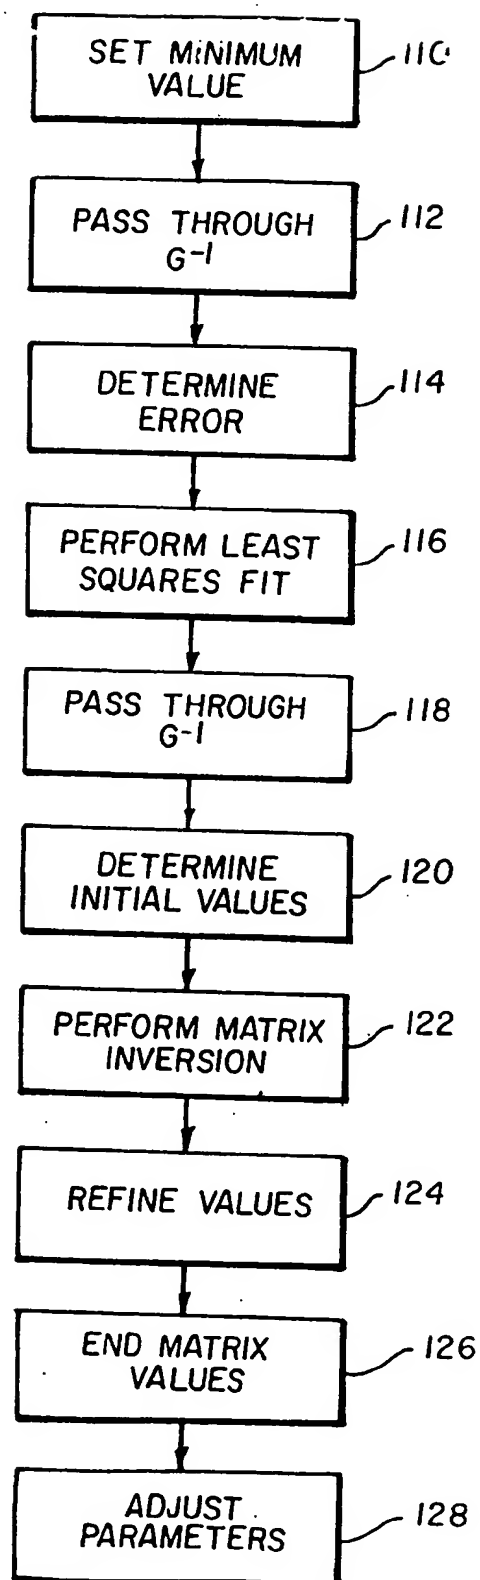 SET MINIMUM
VALUE
110
PASS THROUGH
G-1
112
DETERMINE
ERROR
114
PERFORM LEAST
SQUARES FIT
116
PASS THROUGH
G-1
118
DETERMINE
INITIAL VALUES
120
PERFORM MATRIX
INVERSION
122
REFINE VALUES
124
END MATRIX
VALUES
126
ADJUST
PARAMETERS
128